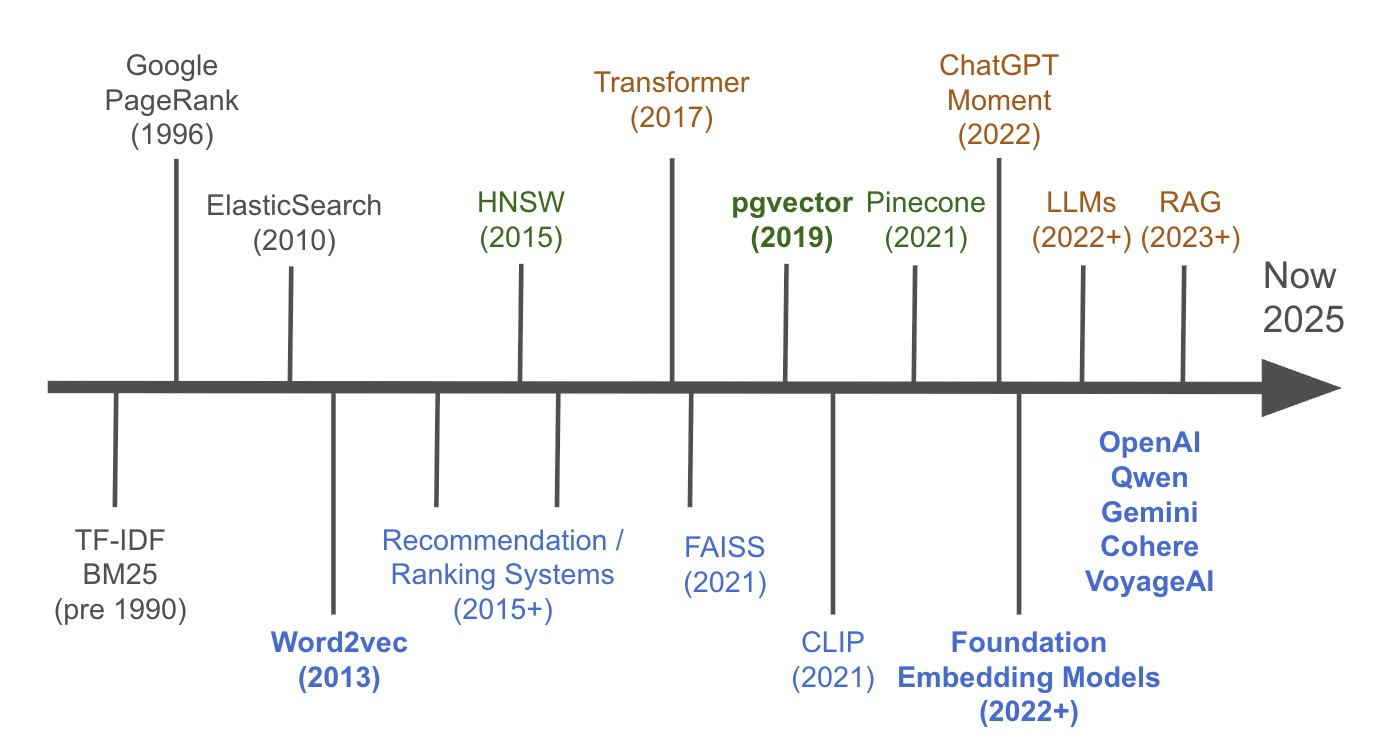 Google
PageRank
(1996)
Transformer
(2017)
ChatGPT
Moment
(2022)
ElasticSearch
(2010)
HNSW
(2015)
pgvector
(2019)
Pinecone
(2021)
LLMs
(2022+)
RAG
(2023+)
Now
2025
TF-IDF
BM25
(pre 1990)
Word2vec
(2013)
Recommendation /
Ranking Systems
(2015+)
FAISS
(2021)
CLIP
(2021)
Foundation
Embedding Models
(2022+)
OpenAI
Qwen
Gemini
Cohere
VoyageAI